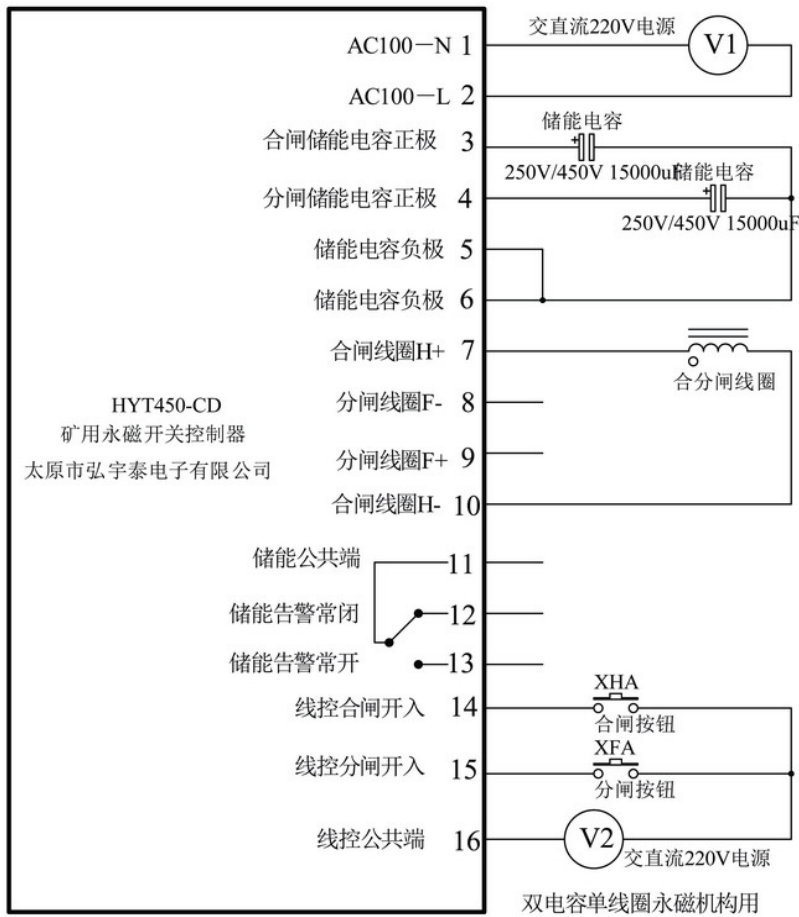 AC100－N 1
交直流220V电源
V1
AC100－L 2
合闸储能电容正极 3
储能电容
250V/450V 15000uF
分闸储能电容正极 4
储能电容
250V/450V 15000uF
储能电容负极 5
储能电容负极 6
合闸线圈H+ 7
合分闸线圈
分闸线圈F- 8
HYT450-CD
矿用永磁开关控制器
太原市弘宇泰电子有限公司
分闸线圈F+ 9
合闸线圈H- 10
储能公共端 11
储能告警常闭 12
储能告警常开 13
线控合闸开入 14
XHA
合闸按钮
线控分闸开入 15
XFA
分闸按钮
线控公共端 16
V2
交直流220V电源
双电容单线圈永磁机构用